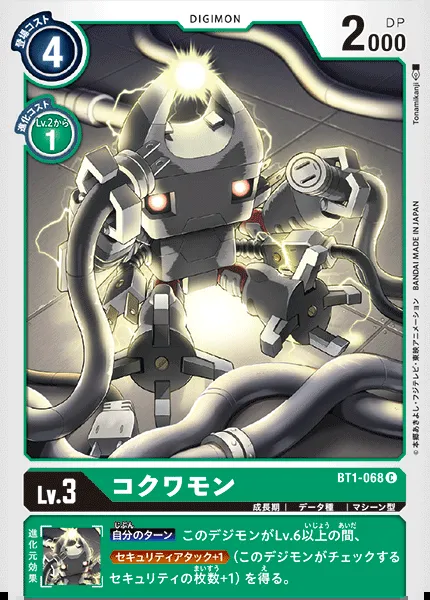 登場コスト
4
DIGIMON
2000
DP
進化コスト
Lv.2から
1
Tonamikanji
©本郷あきよし・フジテレビ・東映アニメーション BANDAI MADE IN JAPAN
BT1-068 C
Lv.3
コクワモン
成長期 データ種 マシーン型
進化元効果
自分のターン このデジモンがLv.6以上の間、
セキュリティアタック+1 (このデジモンがチェックする
セキュリティの枚数+1) を得る。